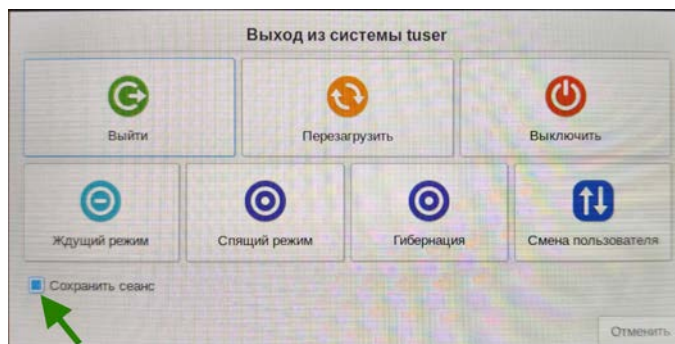 Выход из системы tuser
Выйти
Перезагрузить
Выключить
Ждущий режим
Спящий режим
Гибернация
Смена пользователя
Сохранить сеанс
Отменить